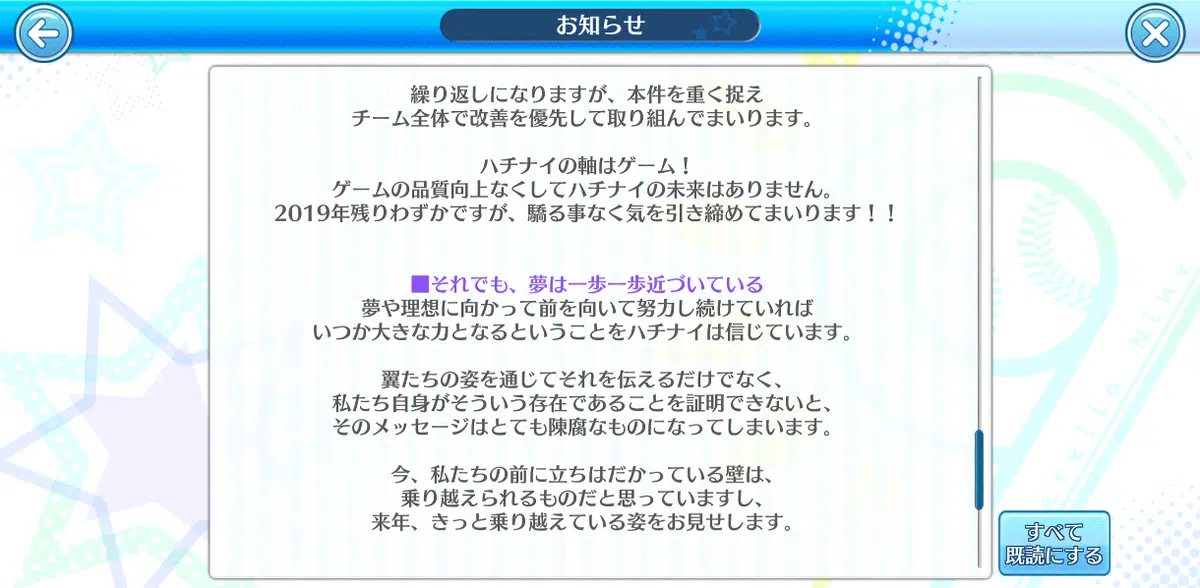 お知らせ
繰り返しになりますが、本件を重く捉え
チーム全体で改善を優先して取り組んでまいります。
ハチナイの軸はゲーム！
ゲームの品質向上なくしてハチナイの未来はありません。
2019年残りわずかですが、驕る事なく気を引き締めてまいります！！
■それでも、夢は一歩一歩近づいている
夢や理想に向かって前を向いて努力し続けていれば
いつか大きな力となるということをハチナイは信じています。
翼たちの姿を通じてそれを伝えるだけでなく、
私たち自身がそういう存在であることを証明できないと、
そのメッセージはとても陳腐なものになってしまいます。
今、私たちの前に立ちはだかっている壁は、
乗り越えられるものだと思っていますし、
来年、きっと乗り越えている姿をお見せします。
すべて
既読にする